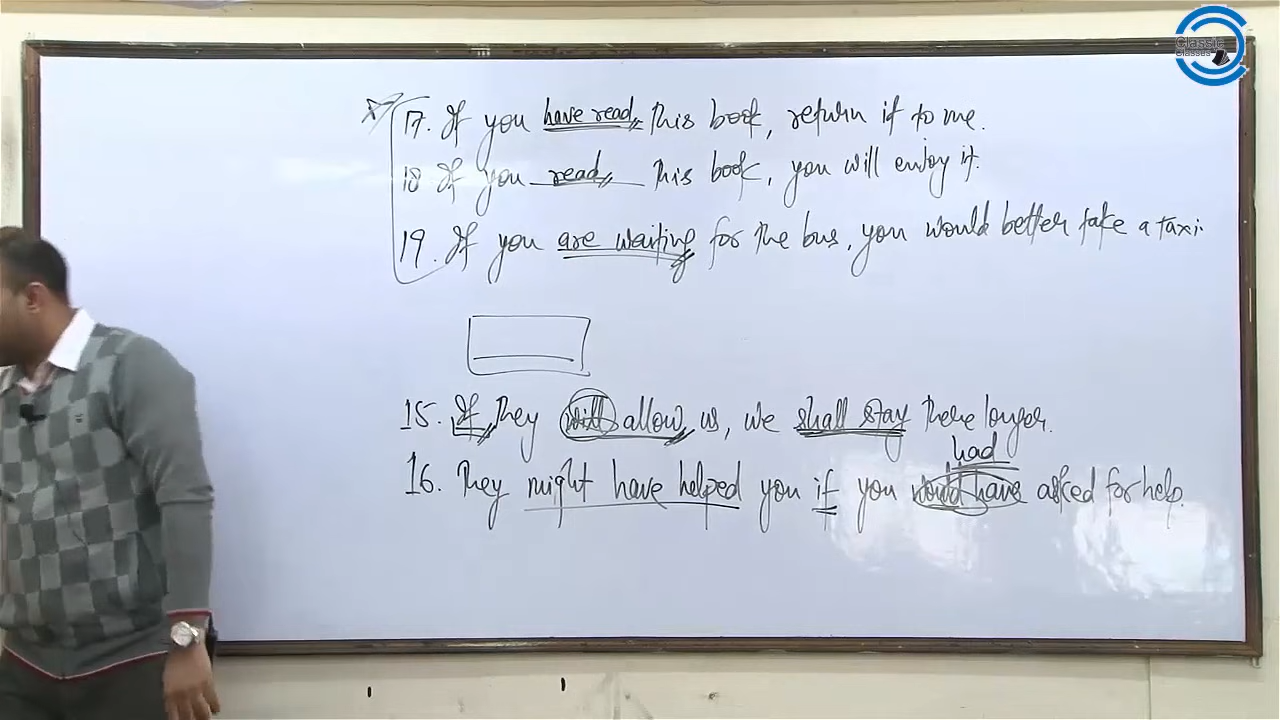 17. If you have read this book, return it to me.
18 If you read this book, you will enjoy it.
19. If you are waiting for the bus, you would better take a taxi.
15. If they will allow us, we shall stay there longer.
had
16. They might have helped you if you would have asked for help.
Classic
Classes